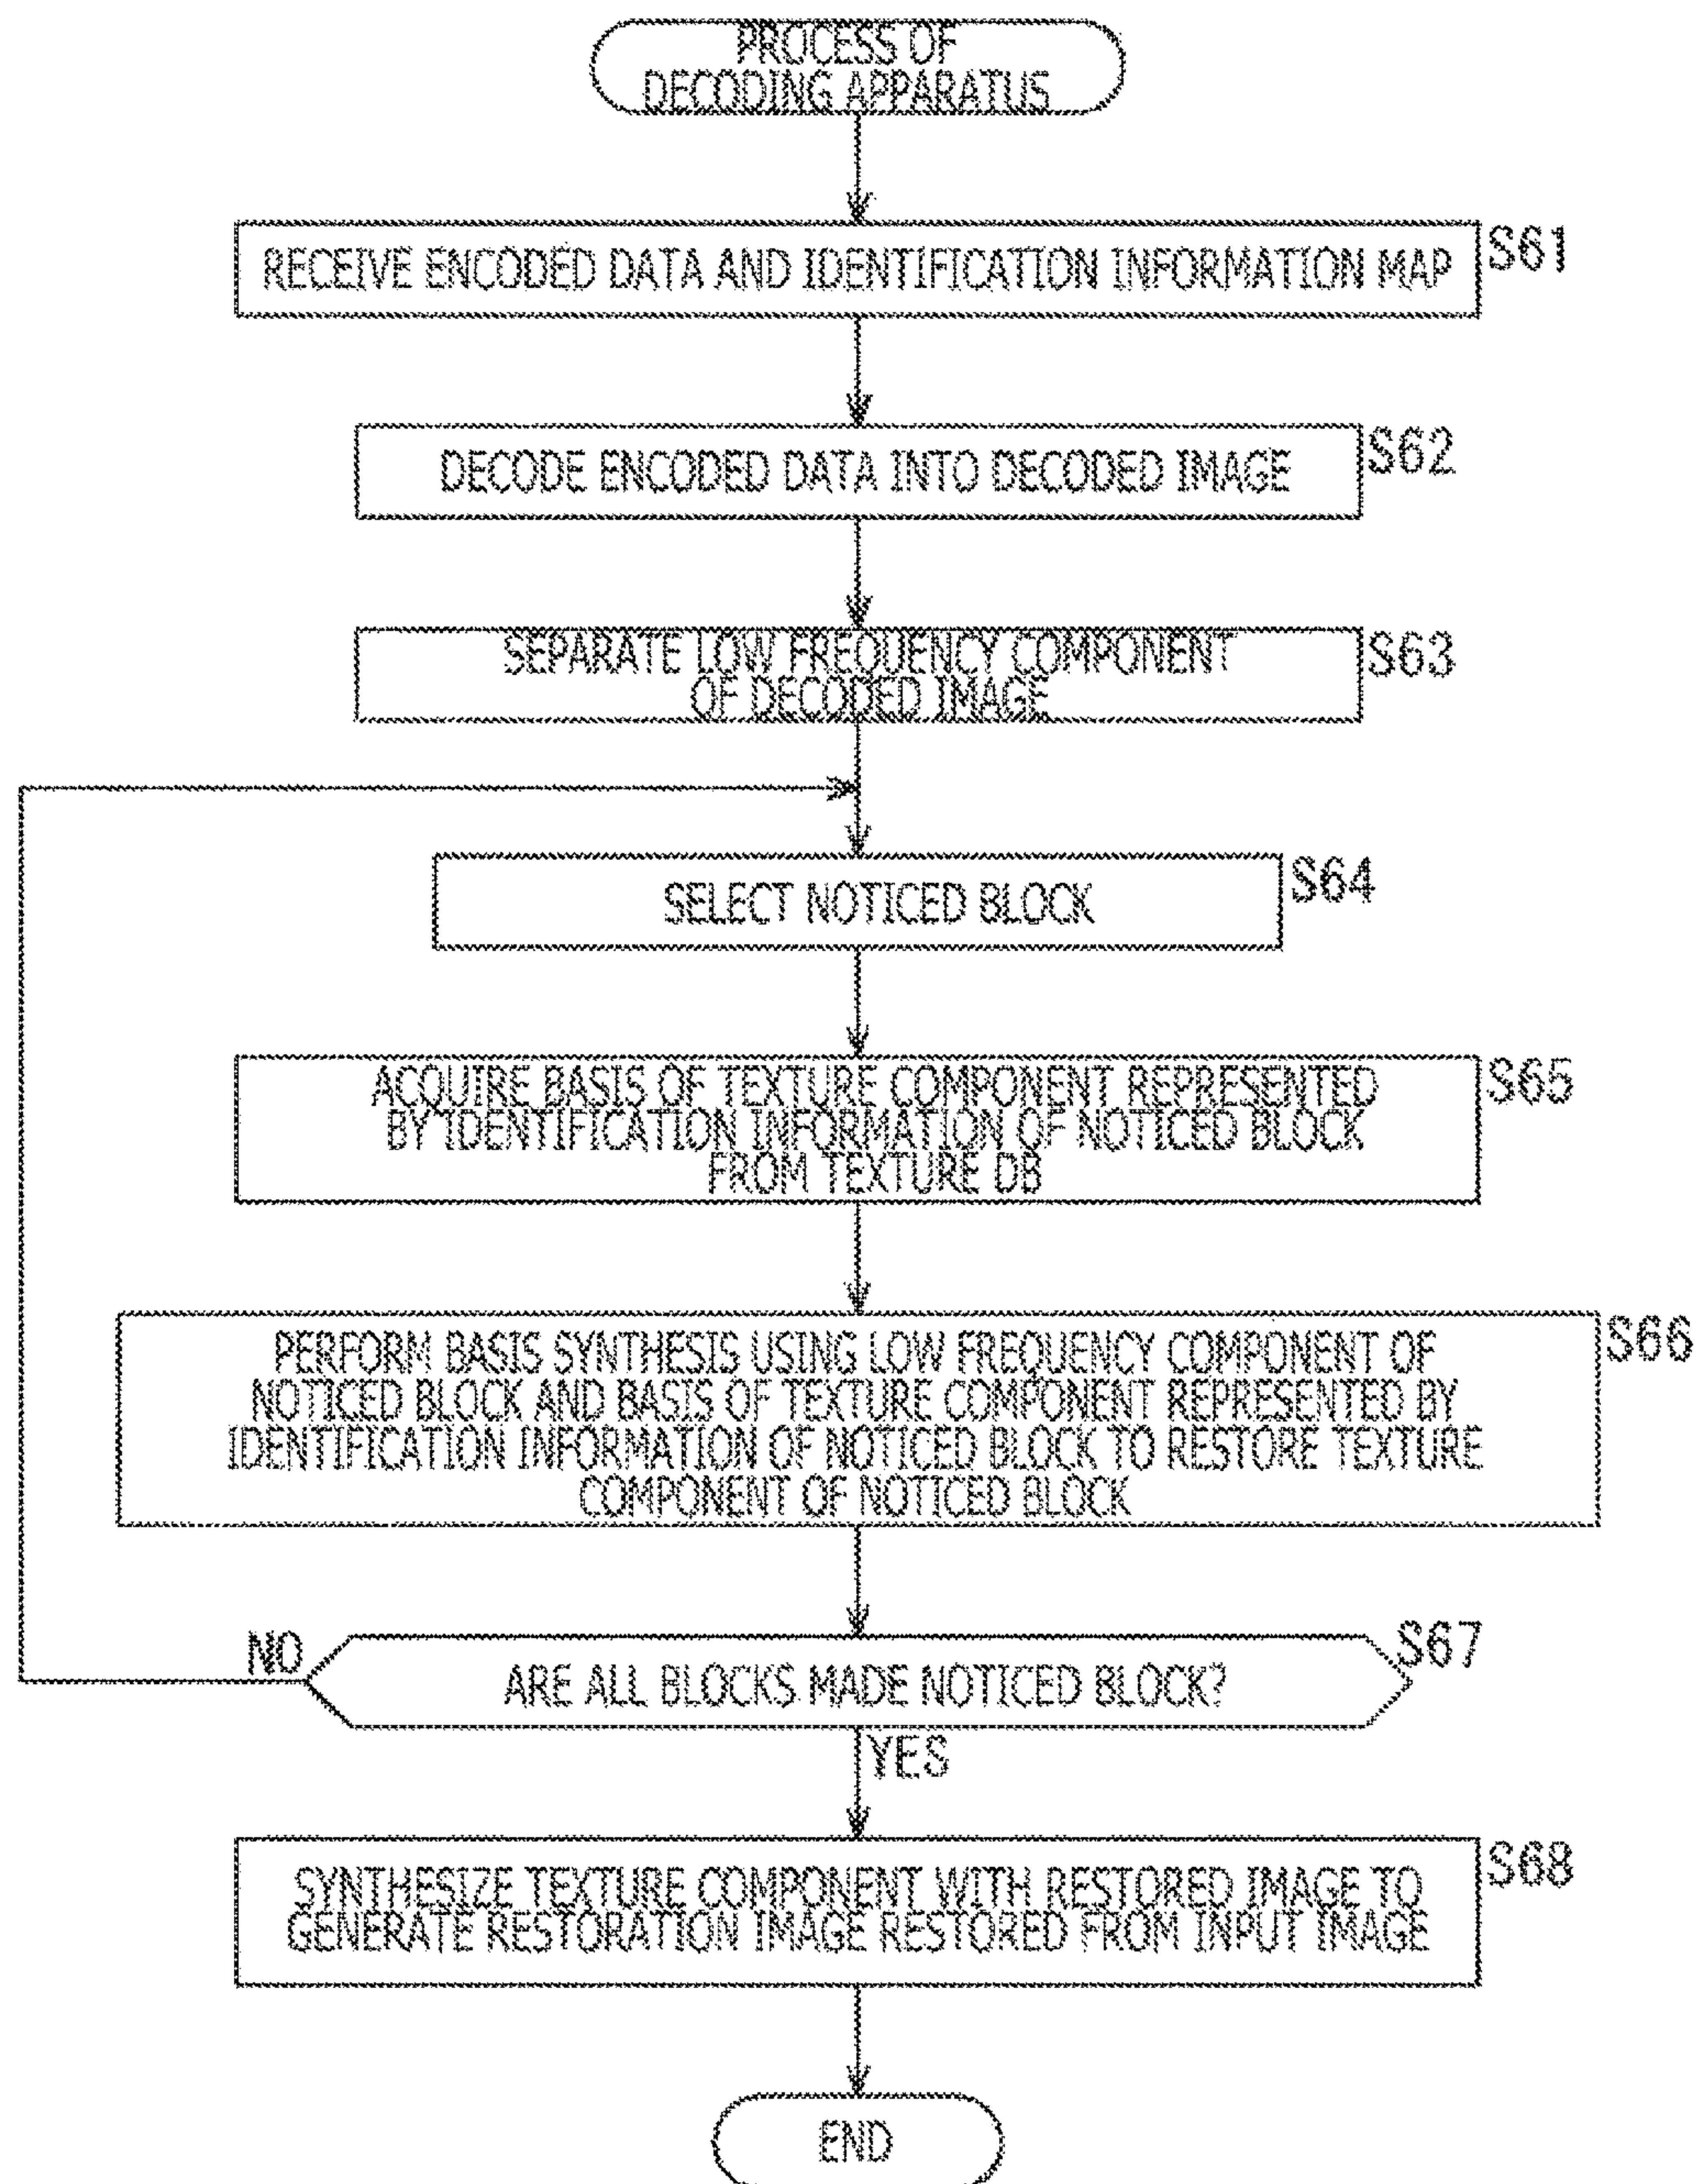 PROCESS OF
DECODING APPARATUS
RECEIVE ENCODED DATA AND IDENTIFICATION INFORMATION MAP
S61
DECODE ENCODED DATA INTO DECODED IMAGE
S62
SEPARATE LOW FREQUENCY COMPONENT
OF DECODED IMAGE
S63
SELECT NOTICED BLOCK
S64
ACQUIRE BASIS OF TEXTURE COMPONENT REPRESENTED
BY IDENTIFICATION INFORMATION OF NOTICED BLOCK
FROM TEXTURE DB
S65
PERFORM BASIS SYNTHESIS USING LOW FREQUENCY COMPONENT OF
NOTICED BLOCK AND BASIS OF TEXTURE COMPONENT REPRESENTED BY
IDENTIFICATION INFORMATION OF NOTICED BLOCK TO RESTORE TEXTURE
COMPONENT OF NOTICED BLOCK
S66
NO
ARE ALL BLOCKS MADE NOTICED BLOCK?
S67
YES
SYNTHESIZE TEXTURE COMPONENT WITH RESTORED IMAGE TO
GENERATE RESTORATION IMAGE RESTORED FROM INPUT IMAGE
S68
END